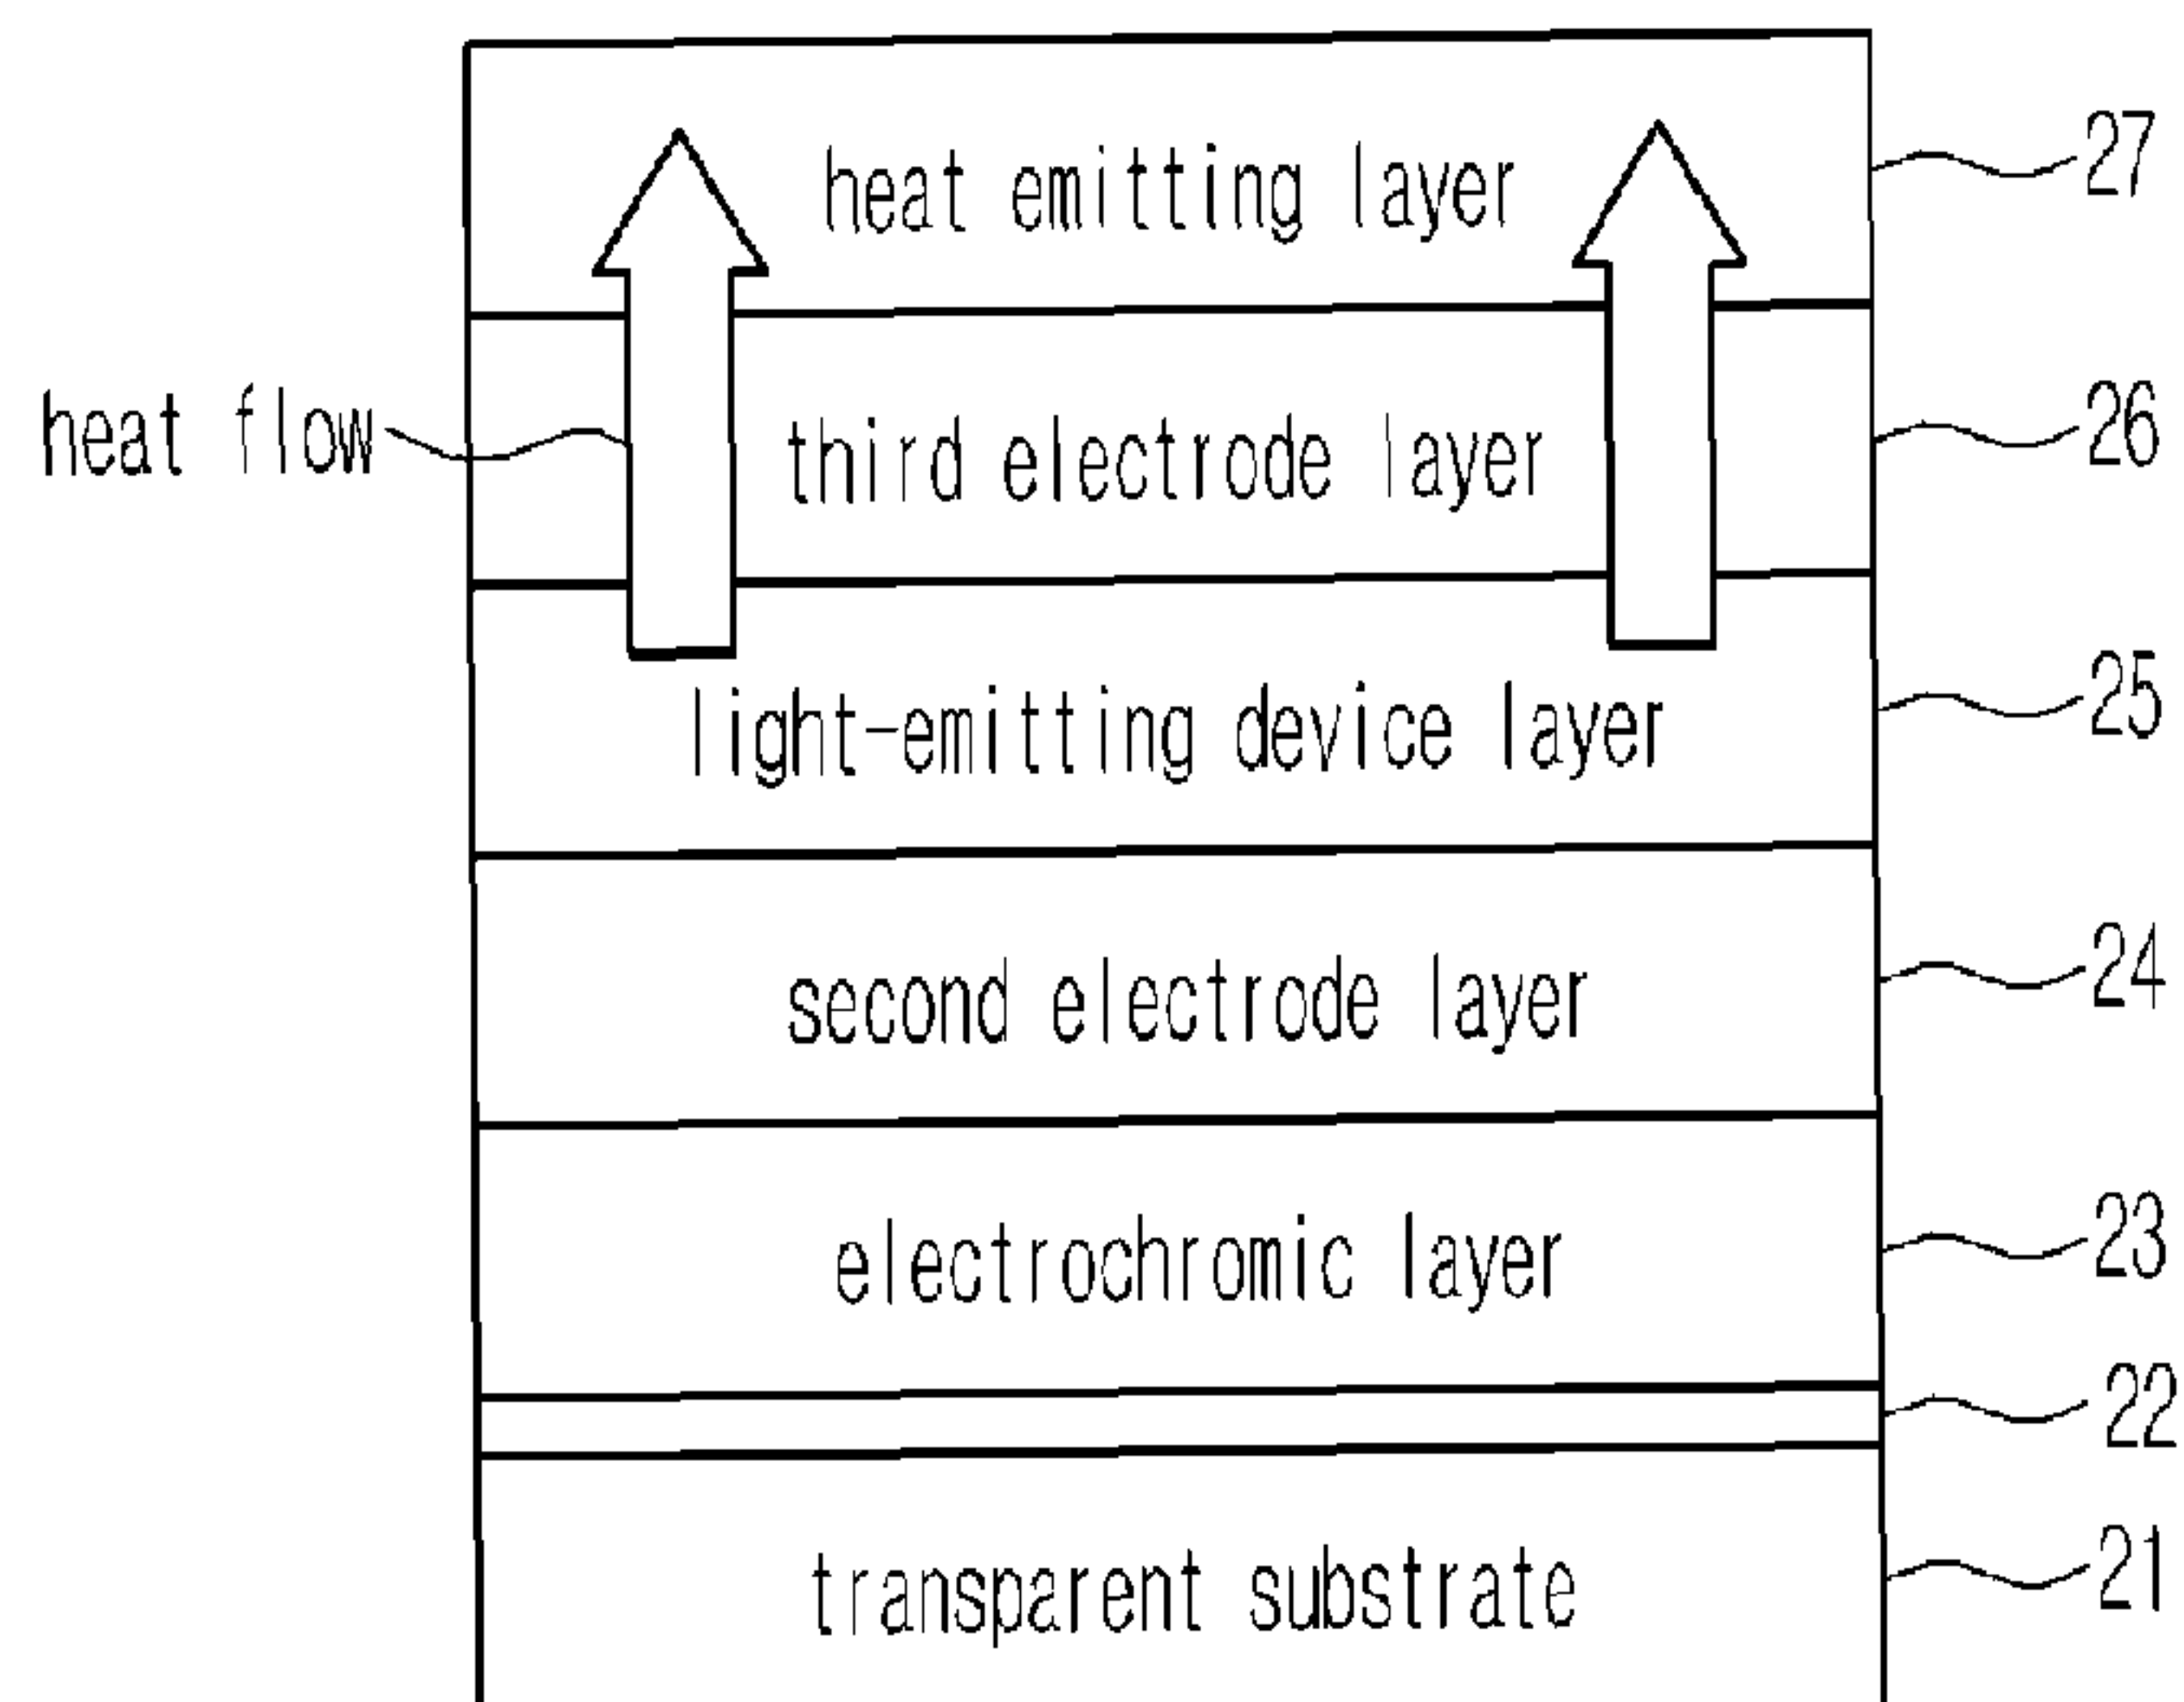 heat emitting layer 27
heat flow third electrode layer 26
light-emitting device layer 25
second electrode layer 24
electrochromic layer 23
22
transparent substrate 21